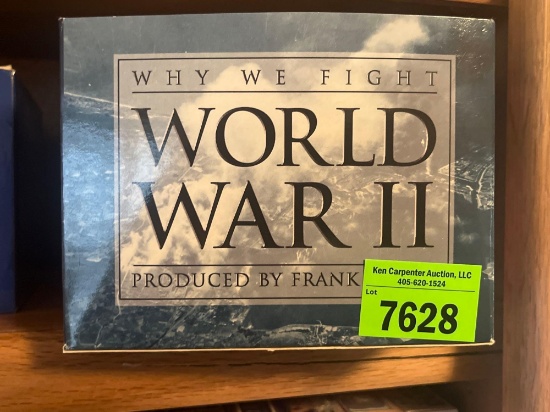 WHY WE FIGHT
WORLD
WAR II
PRODUCED BY FRANK
Ken Carpenter Auction, LLC
405-620-1524
Lot
7628